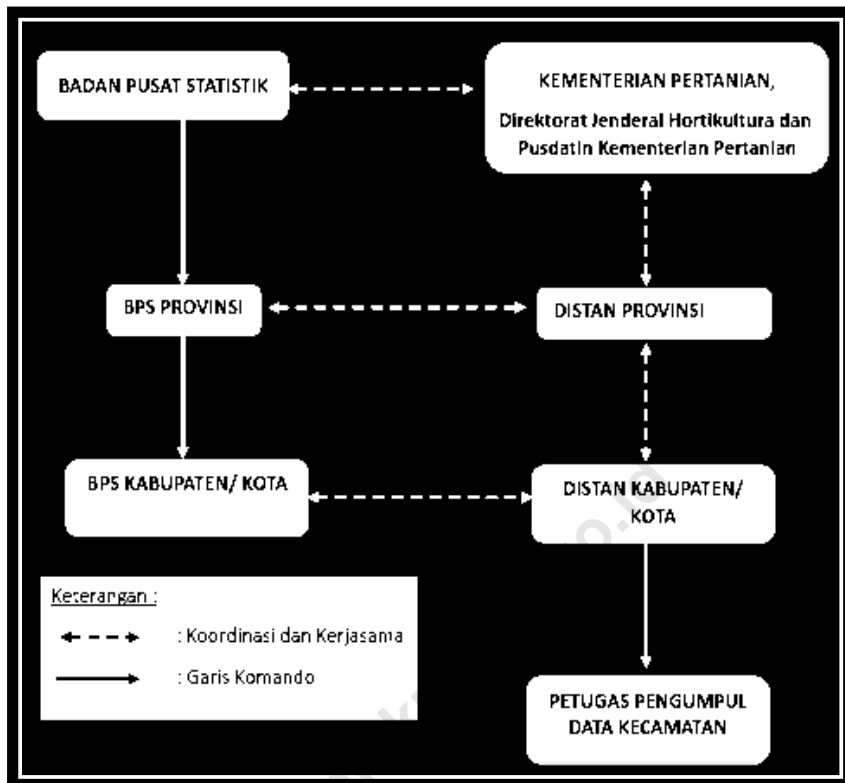 BADAN PUSAT STATISTIK
KEMENTERIAN PERTANIAN,
Direktorat Jenderal Hortikultura dan
Pusdatin Kementerian Pertanian
BPS PROVINSI
DISTAN PROVINSI
BPS KABUPATEN/ KOTA
DISTAN KABUPATEN/
KOTA
Keterangan :
: Koordinasi dan Kerjasama
: Garis Komando
PETUGAS PENGUMPUL
DATA KECAMATAN